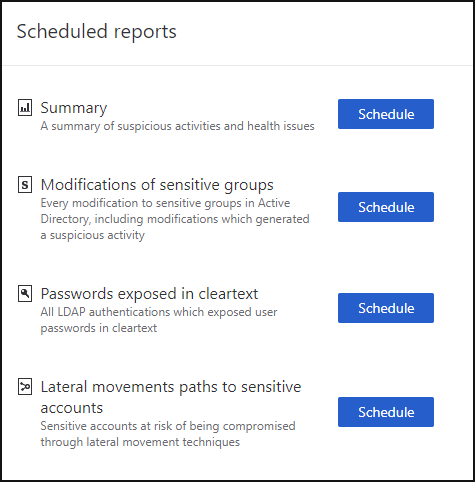 Scheduled reports
Summary
A summary of suspicious activities and health issues
Schedule
S
Modifications of sensitive groups
Every modification to sensitive groups in Active
Directory, including modifications which generated
a suspicious activity
Schedule
Passwords exposed in cleartext
All LDAP authentications which exposed user
passwords in cleartext
Schedule
Lateral movements paths to sensitive
accounts
Sensitive accounts at risk of being compromised
through lateral movement techniques
Schedule